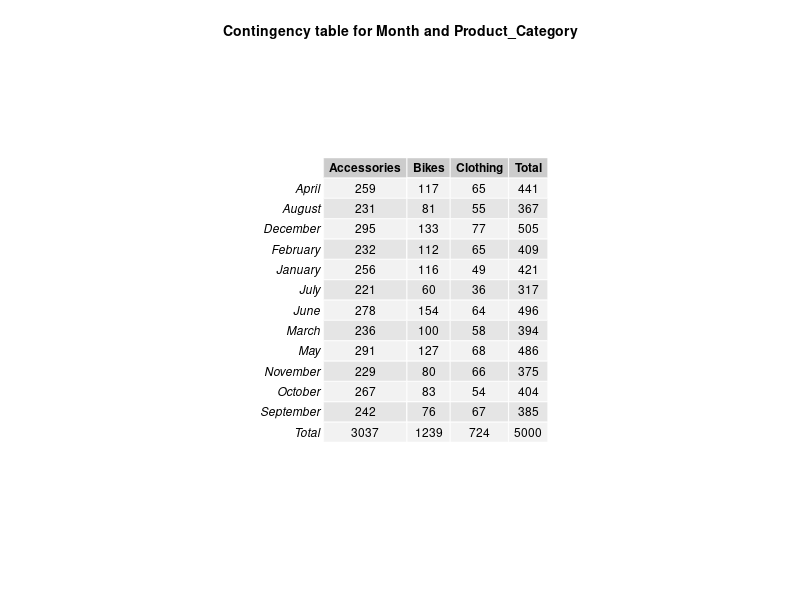 Contingency table for Month and Product_Category
Accessories Bikes Clothing Total
April 259 117 65 441
August 231 81 55 367
December 295 133 77 505
February 232 112 65 409
January 256 116 49 421
July 221 60 36 317
June 278 154 64 496
March 236 100 58 394
May 291 127 68 486
November 229 80 66 375
October 267 83 54 404
September 242 76 67 385
Total 3037 1239 724 5000